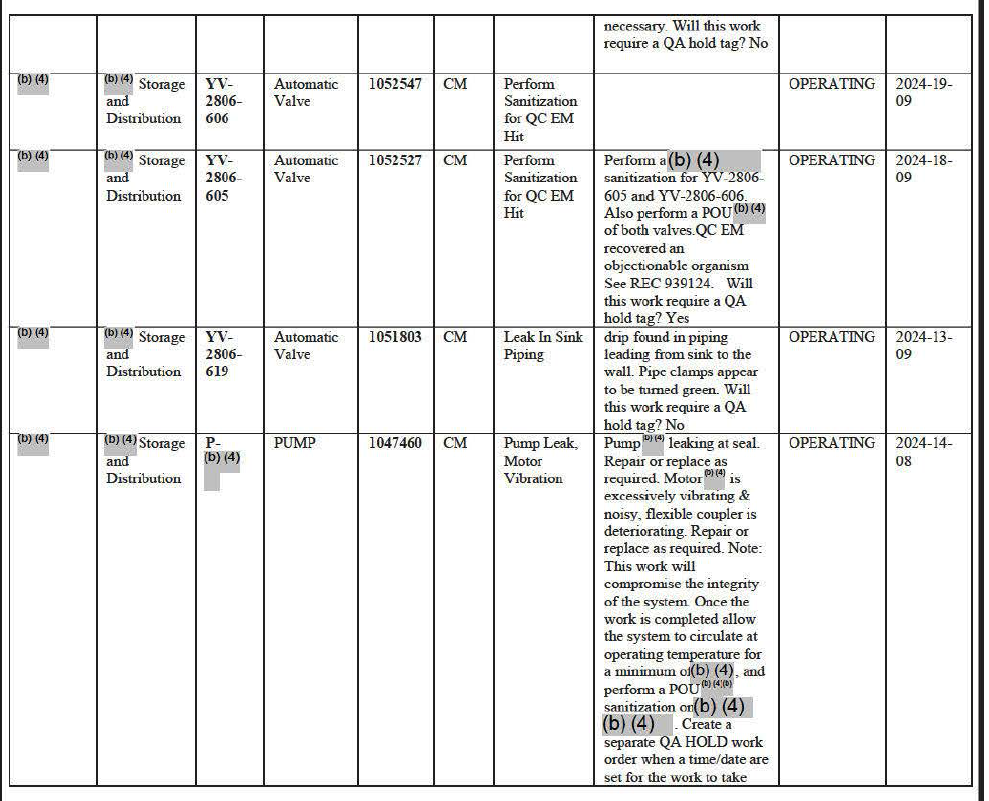 necessary. Will this work
require a QA hold tag? No
(b) (4)
(b) (4) Storage
and
Distribution
YV-
2806-
606
Automatic
Valve
1052547
CM
Perform
Sanitization
for QC EM
Hit
OPERATING
2024-19-
09
(b) (4)
(b) (4) Storage
and
Distribution
YV-
2806-
605
Automatic
Valve
1052527
CM
Perform
Sanitization
for QC EM
Hit
Perform a (b) (4)
sanitization for YV-2806-
605 and YV-2806-606.
Also perform a POU (b) (4)
of both valves.QC EM
recovered an
objectionable organism
See REC 939124. Will
this work require a QA
hold tag? Yes
OPERATING
2024-18-
09
(b) (4)
(b) (4) Storage
and
Distribution
YV-
2806-
619
Automatic
Valve
1051803
CM
Leak In Sink
Piping
drip found in piping
leading from sink to the
wall. Pipe clamps appear
to be turned green. Will
this work require a QA
hold tag? No
OPERATING
2024-13-
09
(b) (4)
(b) (4) Storage
and
Distribution
P-
(b) (4)
PUMP
1047460
CM
Pump Leak,
Motor
Vibration
Pump (b) (4) leaking at seal.
Repair or replace as
required. Motor (b) (4) is
excessively vibrating &
noisy, flexible coupler is
deteriorating. Repair or
replace as required. Note:
This work will
compromise the integrity
of the system. Once the
work is completed allow
the system to circulate at
operating temperature for
a minimum of (b) (4), and
perform a POU (b) (4) (b)
sanitization on (b) (4)
(b) (4) . Create a
separate QA HOLD work
order when a time/date are
set for the work to take
OPERATING
2024-14-
08